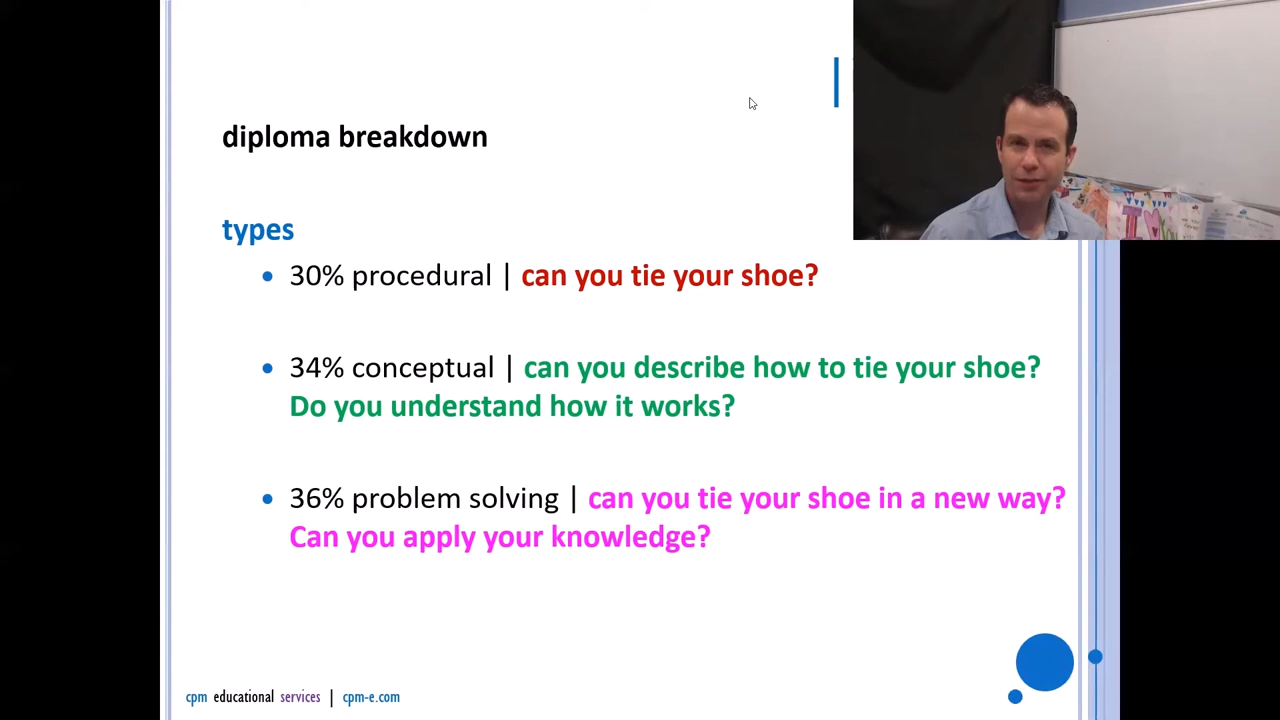 diploma breakdown
types
• 30% procedural | can you tie your shoe?
• 34% conceptual | can you describe how to tie your shoe?
Do you understand how it works?
• 36% problem solving | can you tie your shoe in a new way?
Can you apply your knowledge?
cpm educational services | cpm-e.com